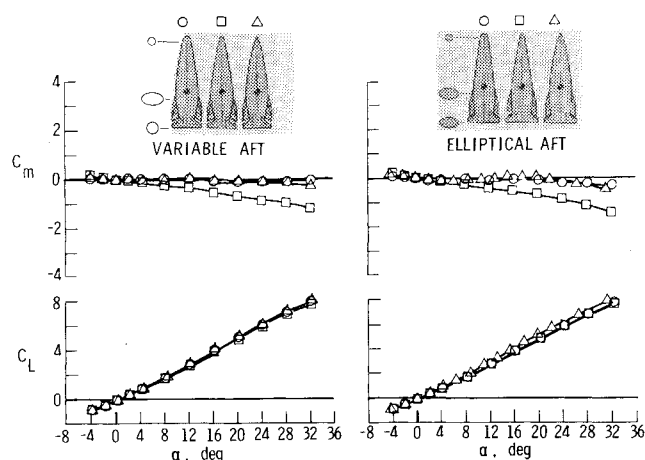 VARIABLE AFT
ELLIPTICAL AFT
4
2
0
-2
-4
C_m
8
4
0
C_L
-8 -4 0 4 8 12 16 20 24 28 32 36
α, deg
-8 -4 0 4 8 12 16 20 24 28 32 36
α, deg